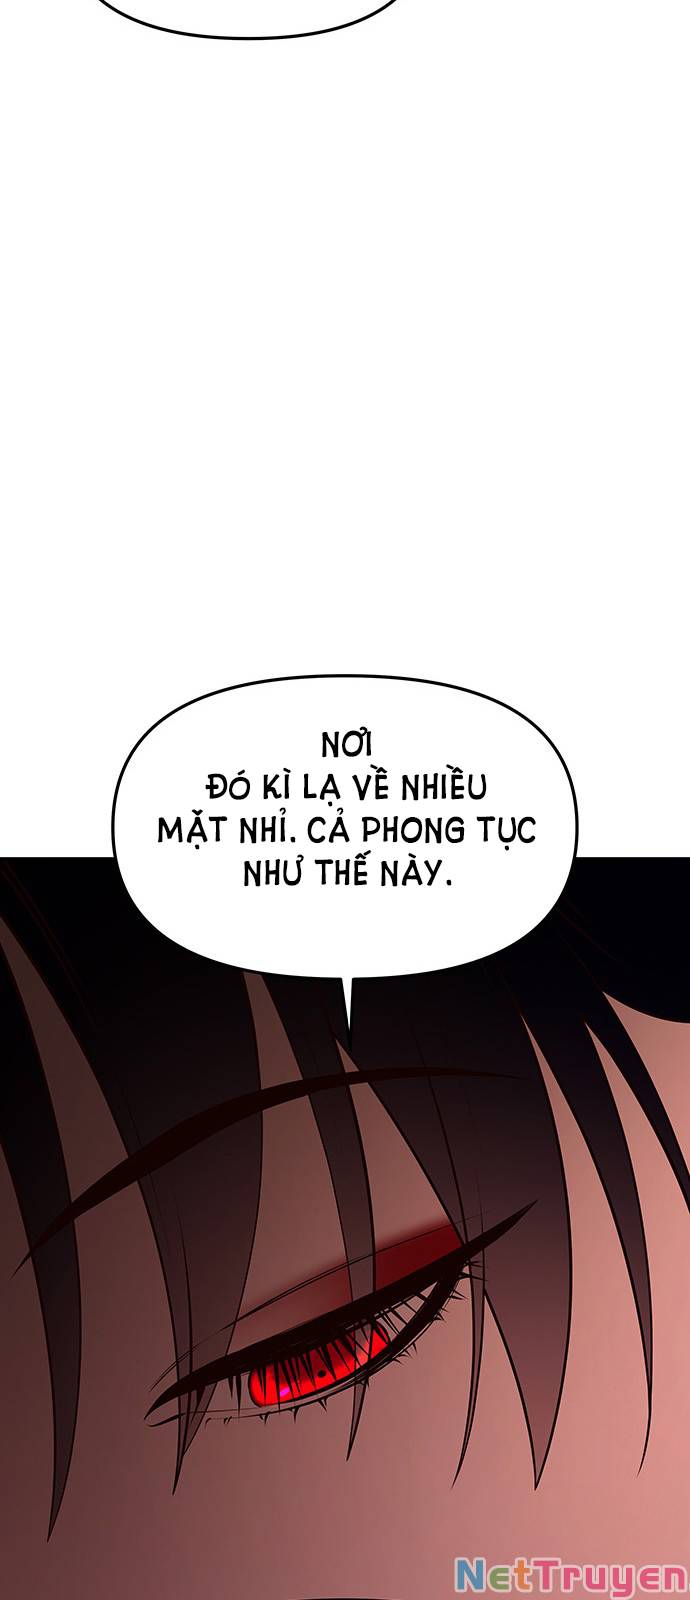 NƠI
ĐÓ KÌ LẠ VỀ NHIỀU
MẶT NHỈ. CẢ PHONG TỤC
NHƯ THẾ NÀY.
NetTruyen